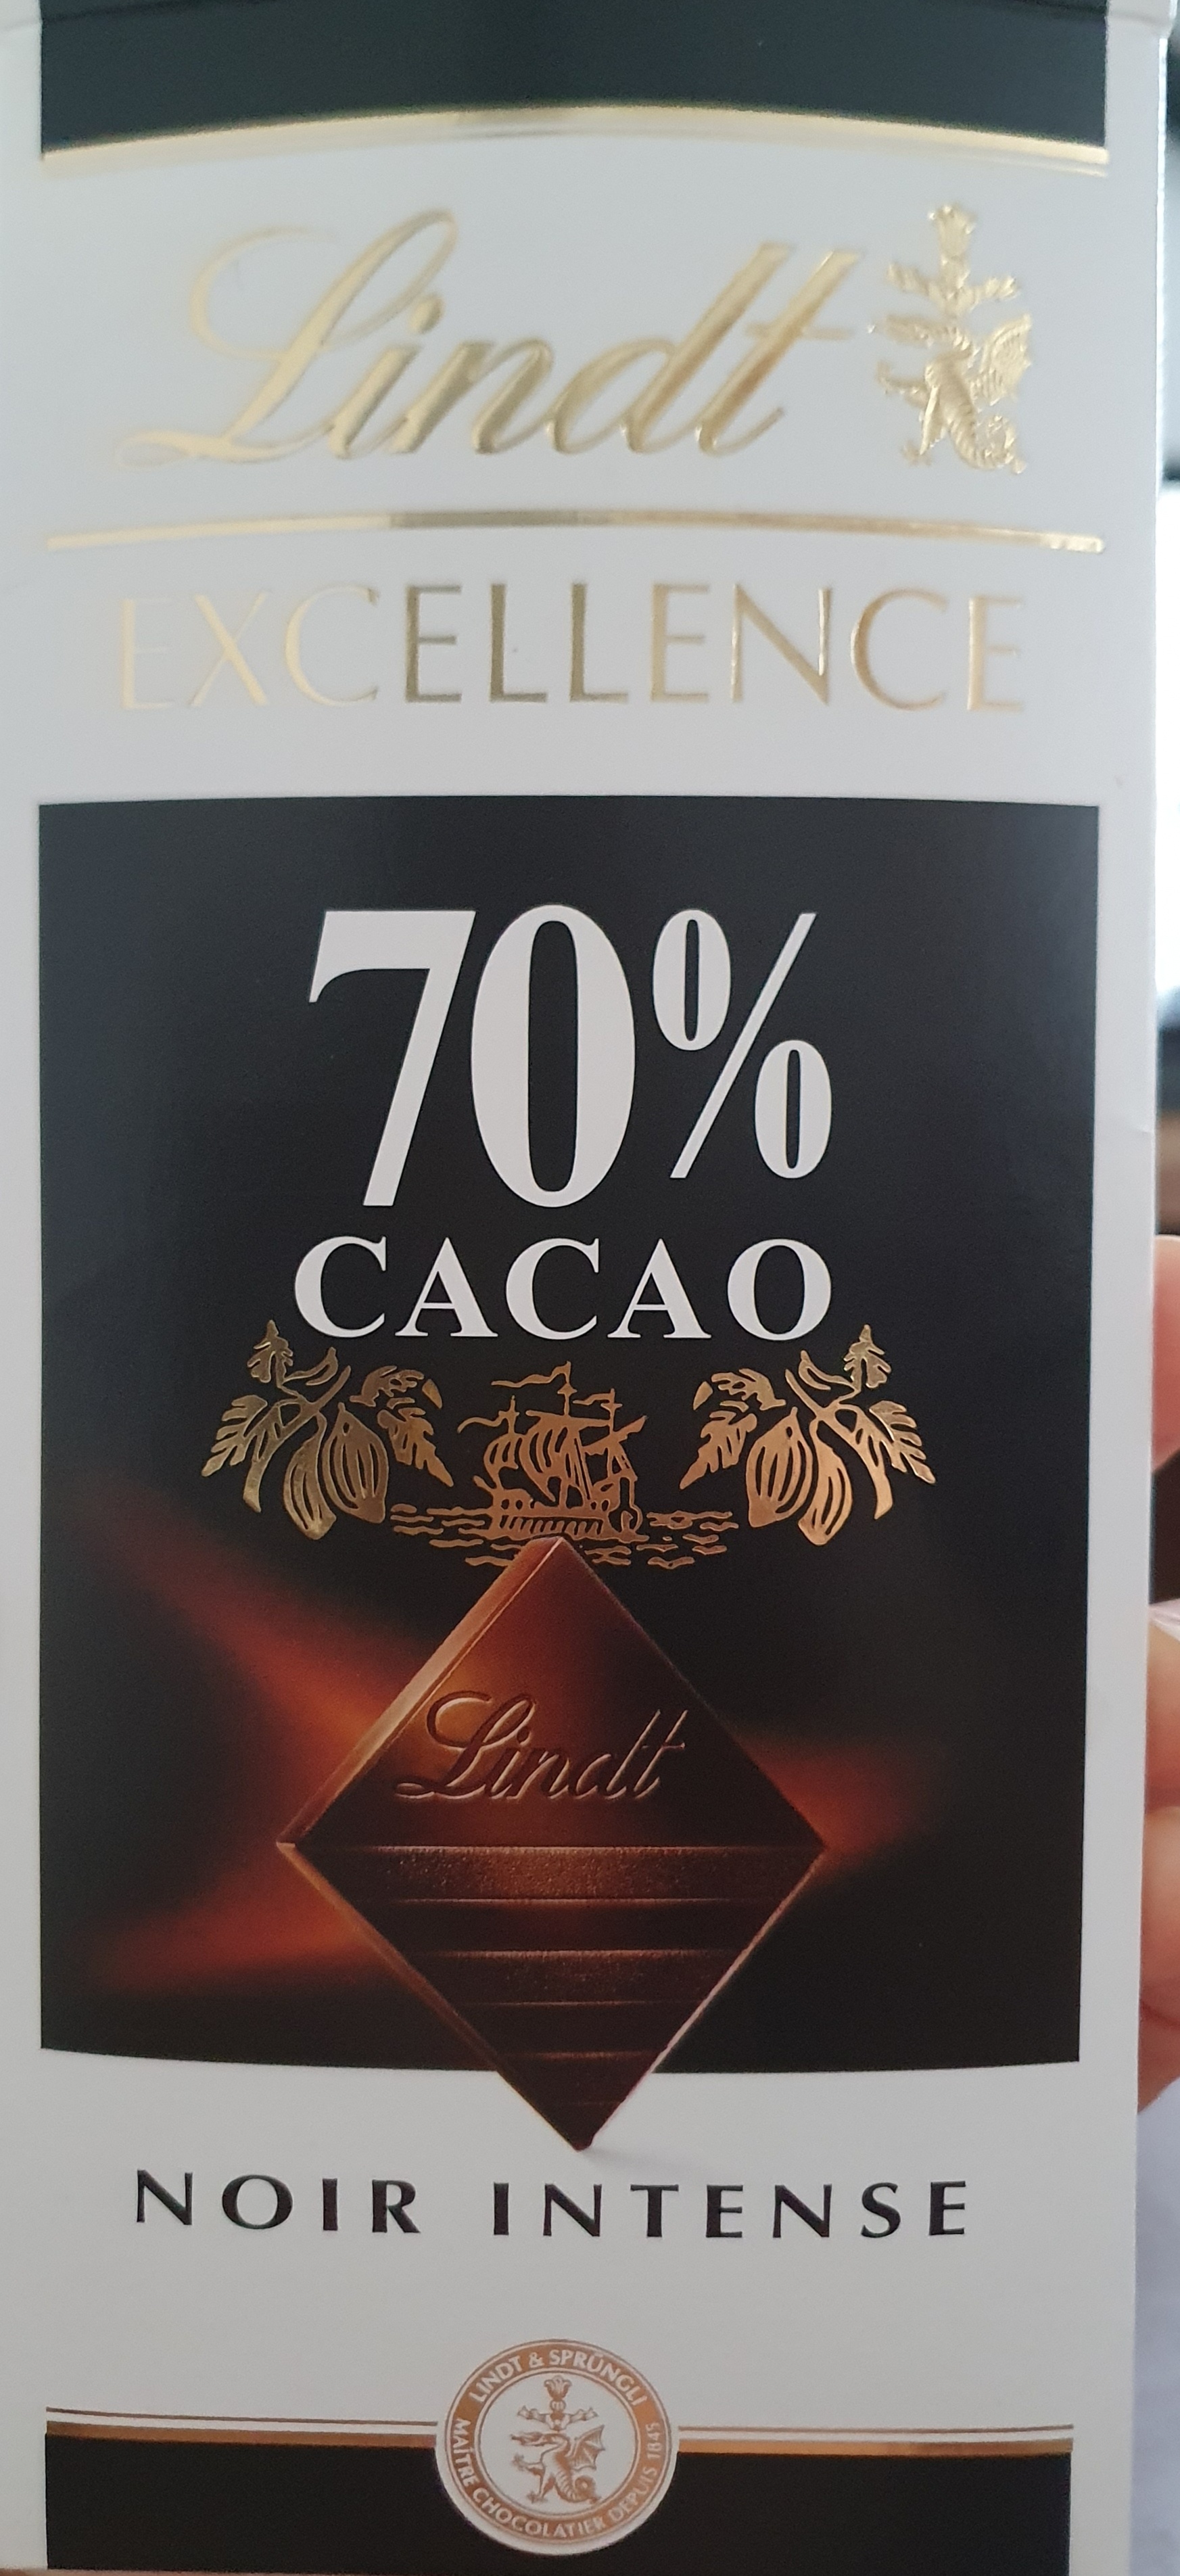 Lindt
EXCELLENCE
70%
CACAO
Lindt
NOIR INTENSE
LINDT & SPRÜNGLI
MAÎTRE CHOCOLATIER DEPUIS 1845